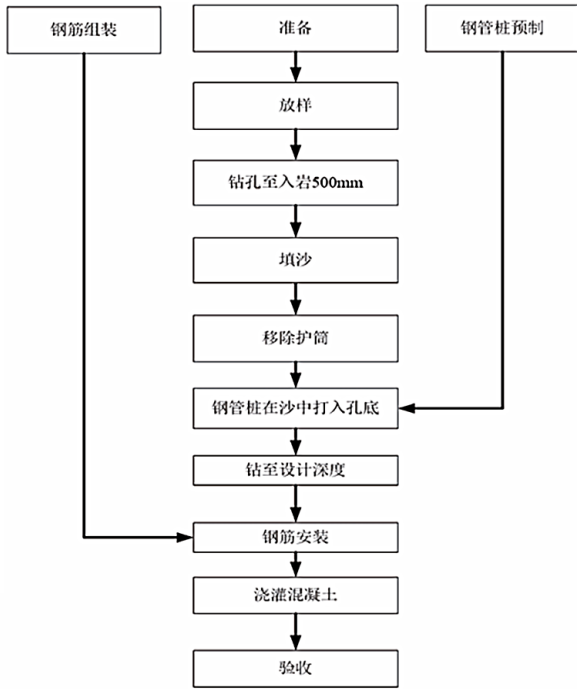 钢筋组装
准备
钢管桩预制
放样
钻孔至入岩500mm
填沙
移除护筒
钢管桩在沙中打入孔底
钻至设计深度
钢筋安装
浇灌混凝土
验收